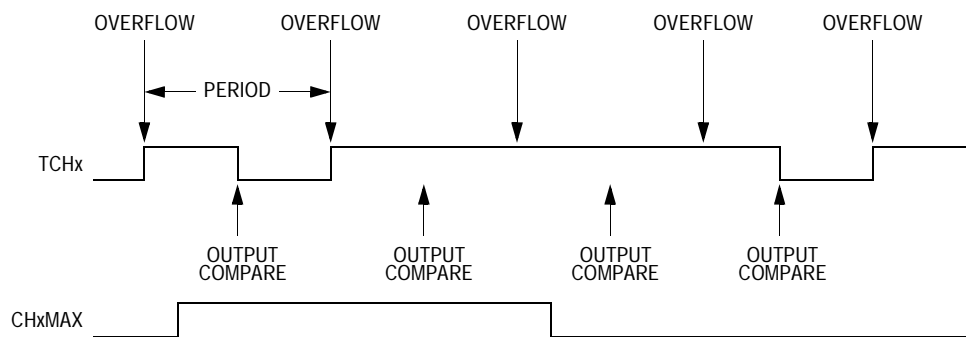 OVERFLOW OVERFLOW OVERFLOW OVERFLOW OVERFLOW
PERIOD
TCHx
OUTPUT COMPARE
OUTPUT COMPARE
OUTPUT COMPARE
OUTPUT COMPARE
CHxMAX